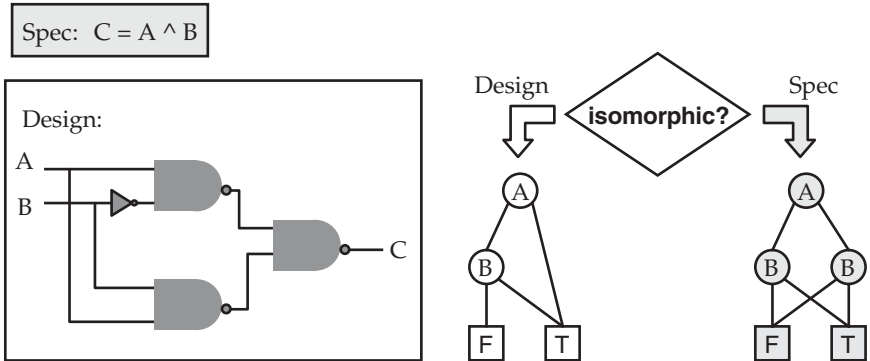 Spec: C = A ^ B
Design:
A
B
C
Design
isomorphic?
Spec
A
B
F
T
A
B
B
F
T